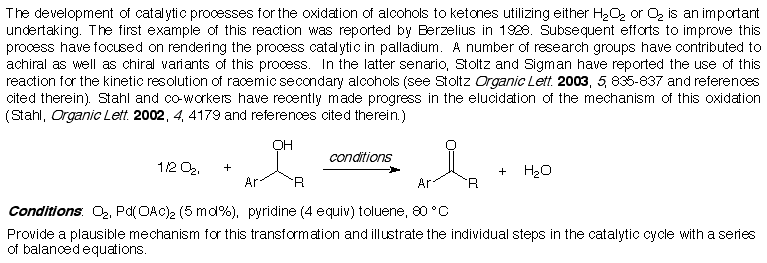 The development of catalytic processes for the oxidation of alcohols to ketones utilizing either H₂O₂ or O₂ is an important
undertaking. The first example of this reaction was reported by Berzelius in 1928. Subsequent efforts to improve this
process have focused on rendering the process catalytic in palladium. A number of research groups have contributed to
achiral as well as chiral variants of this process. In the latter senario, Stoltz and Sigman have reported the use of this
reaction for the kinetic resolution of racemic secondary alcohols (see Stoltz Organic Lett. 2003, 5, 835-837 and references
cited therein). Stahl and co-workers have recently made progress in the elucidation of the mechanism of this oxidation
(Stahl, Organic Lett. 2002, 4, 4179 and references cited therein.)
OH O
1/2 O₂, + conditions + H₂O
Ar R Ar R
Conditions: O₂, Pd(OAc)₂ (5 mol%), pyridine (4 equiv) toluene, 80 °C
Provide a plausible mechanism for this transformation and illustrate the individual steps in the catalytic cycle with a series
of balanced equations.